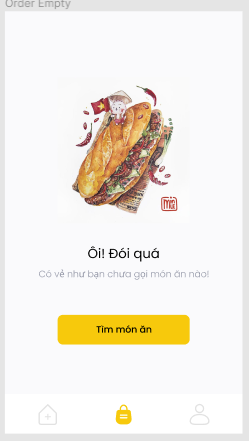 Order Empty
Ôi! Đói quá
Có vẻ như bạn chưa gọi món ăn nào!
Tìm món ăn